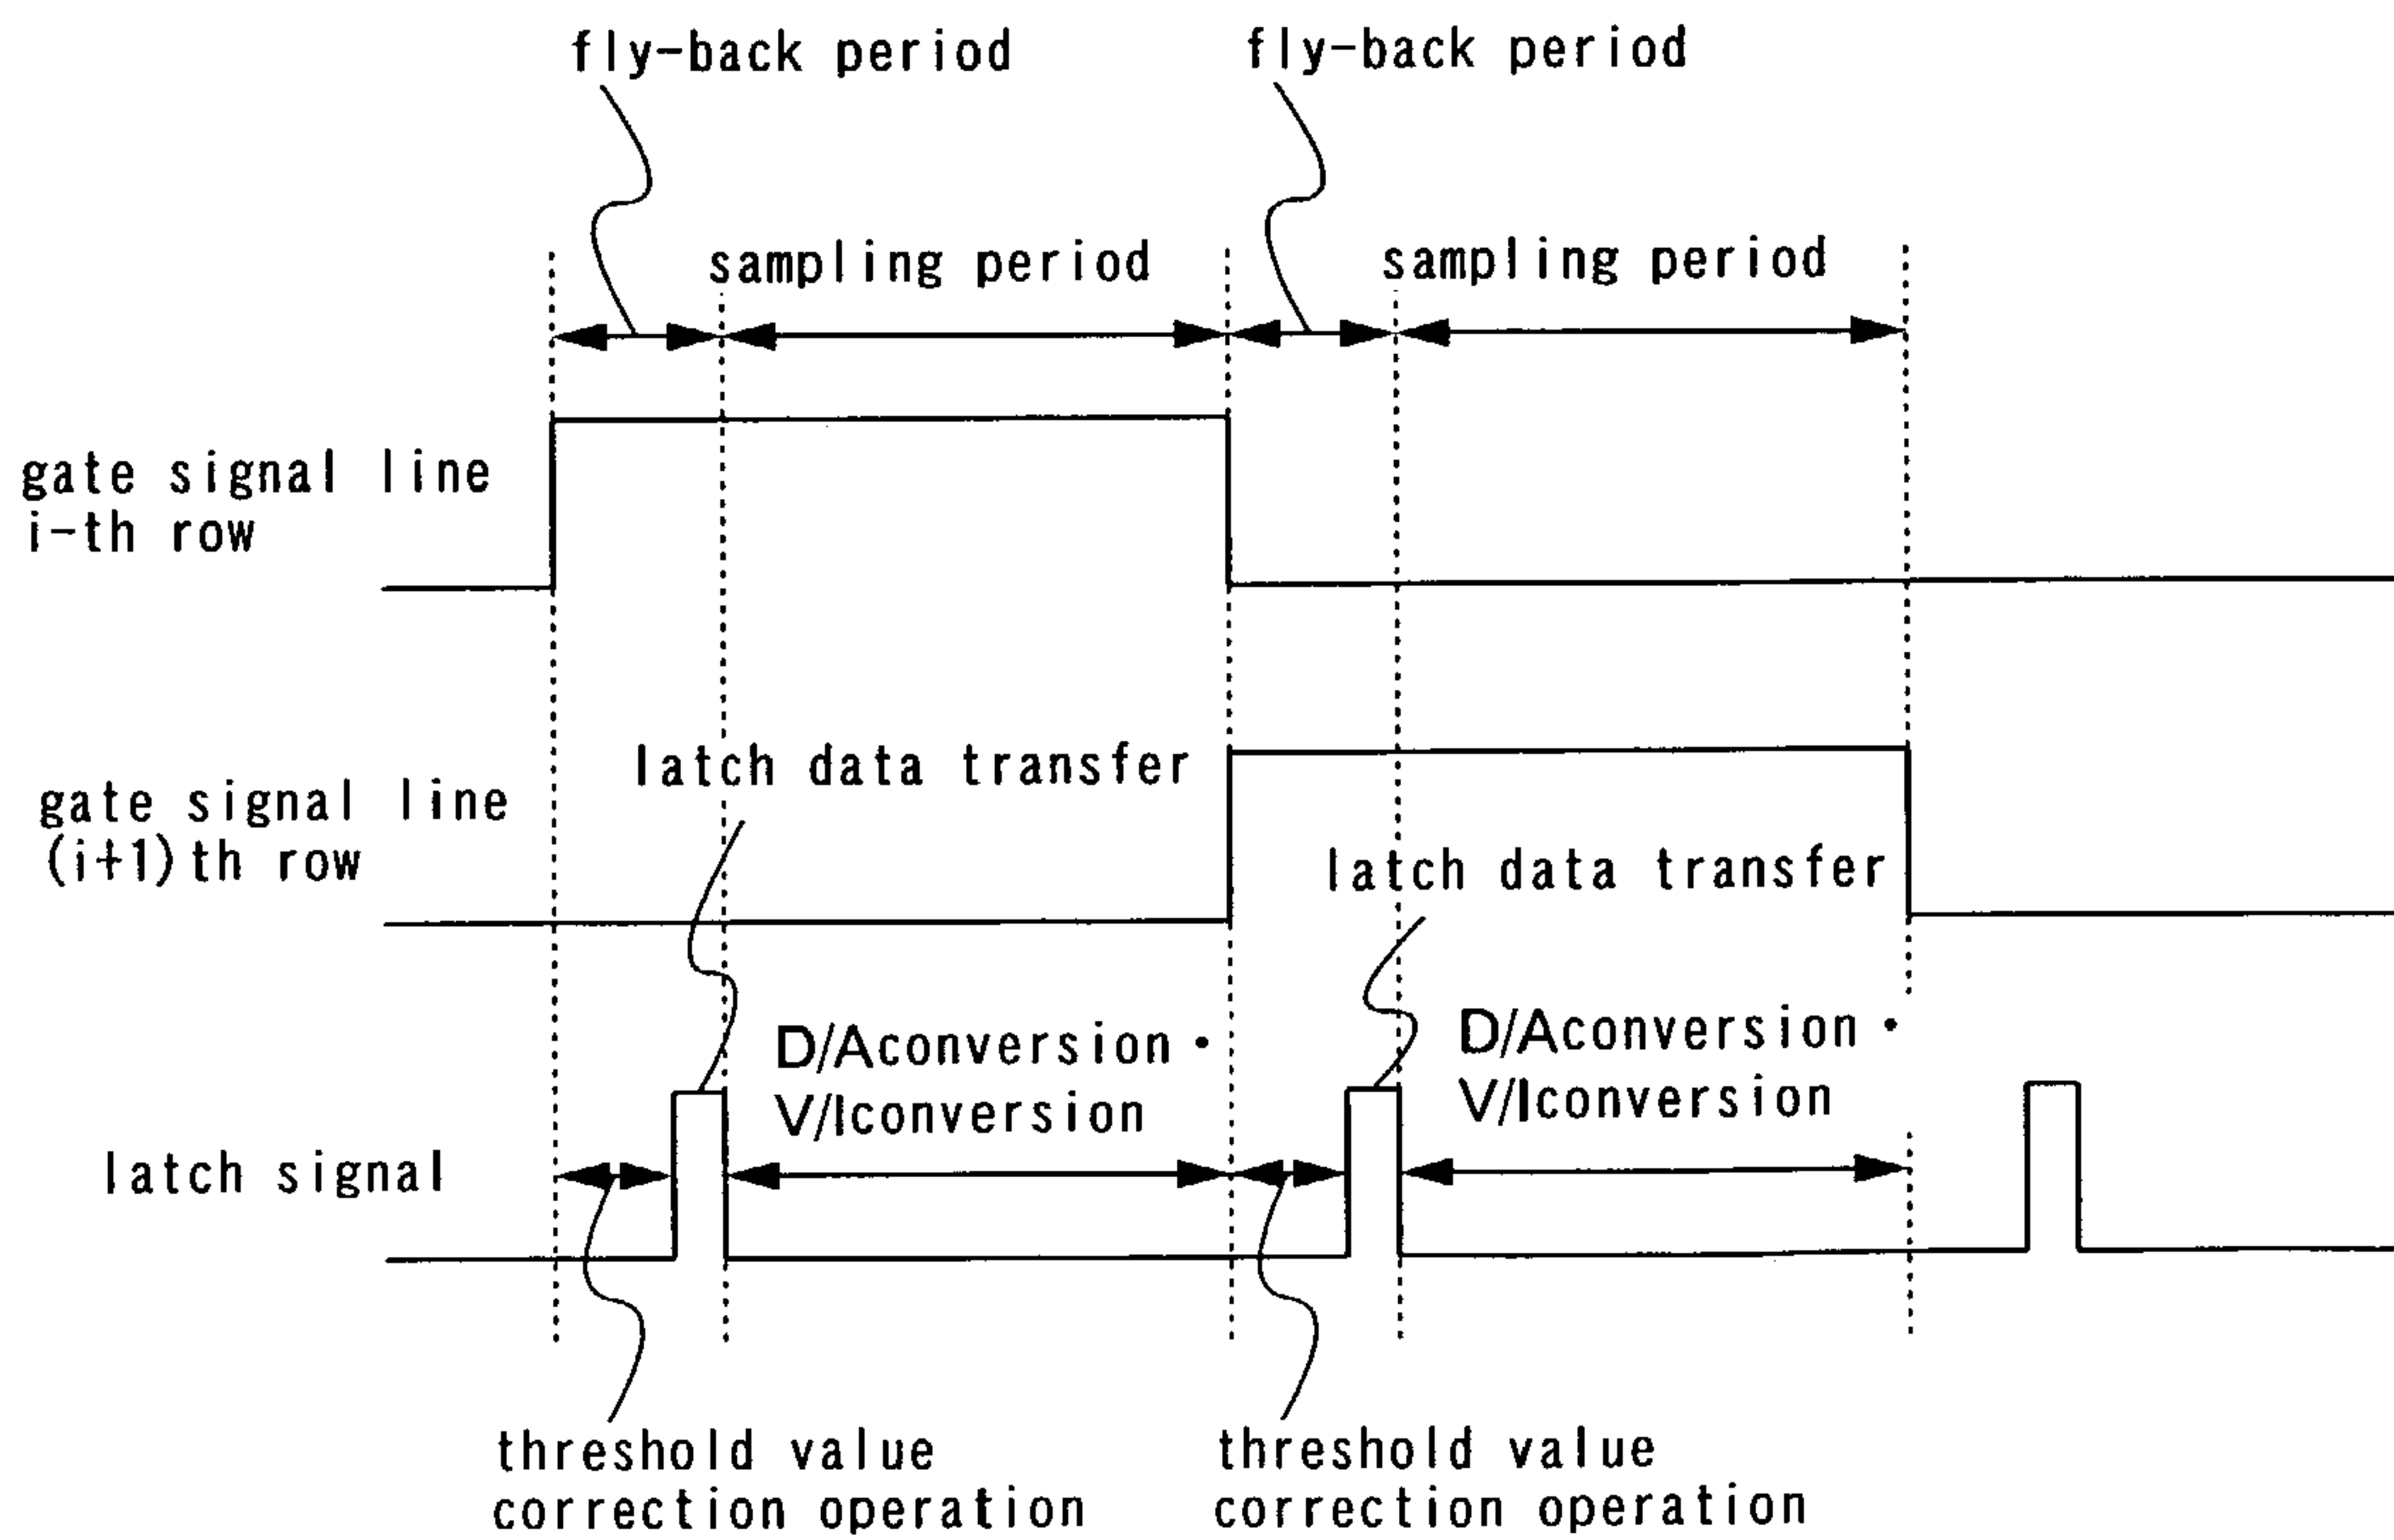 fly-back period
fly-back period
sampling period
sampling period
gate signal line
i-th row
latch data transfer
gate signal line
(i+1)th row
latch data transfer
D/Aconversion・
V/Iconversion
D/Aconversion・
V/Iconversion
latch signal
threshold value
correction operation
threshold value
correction operation